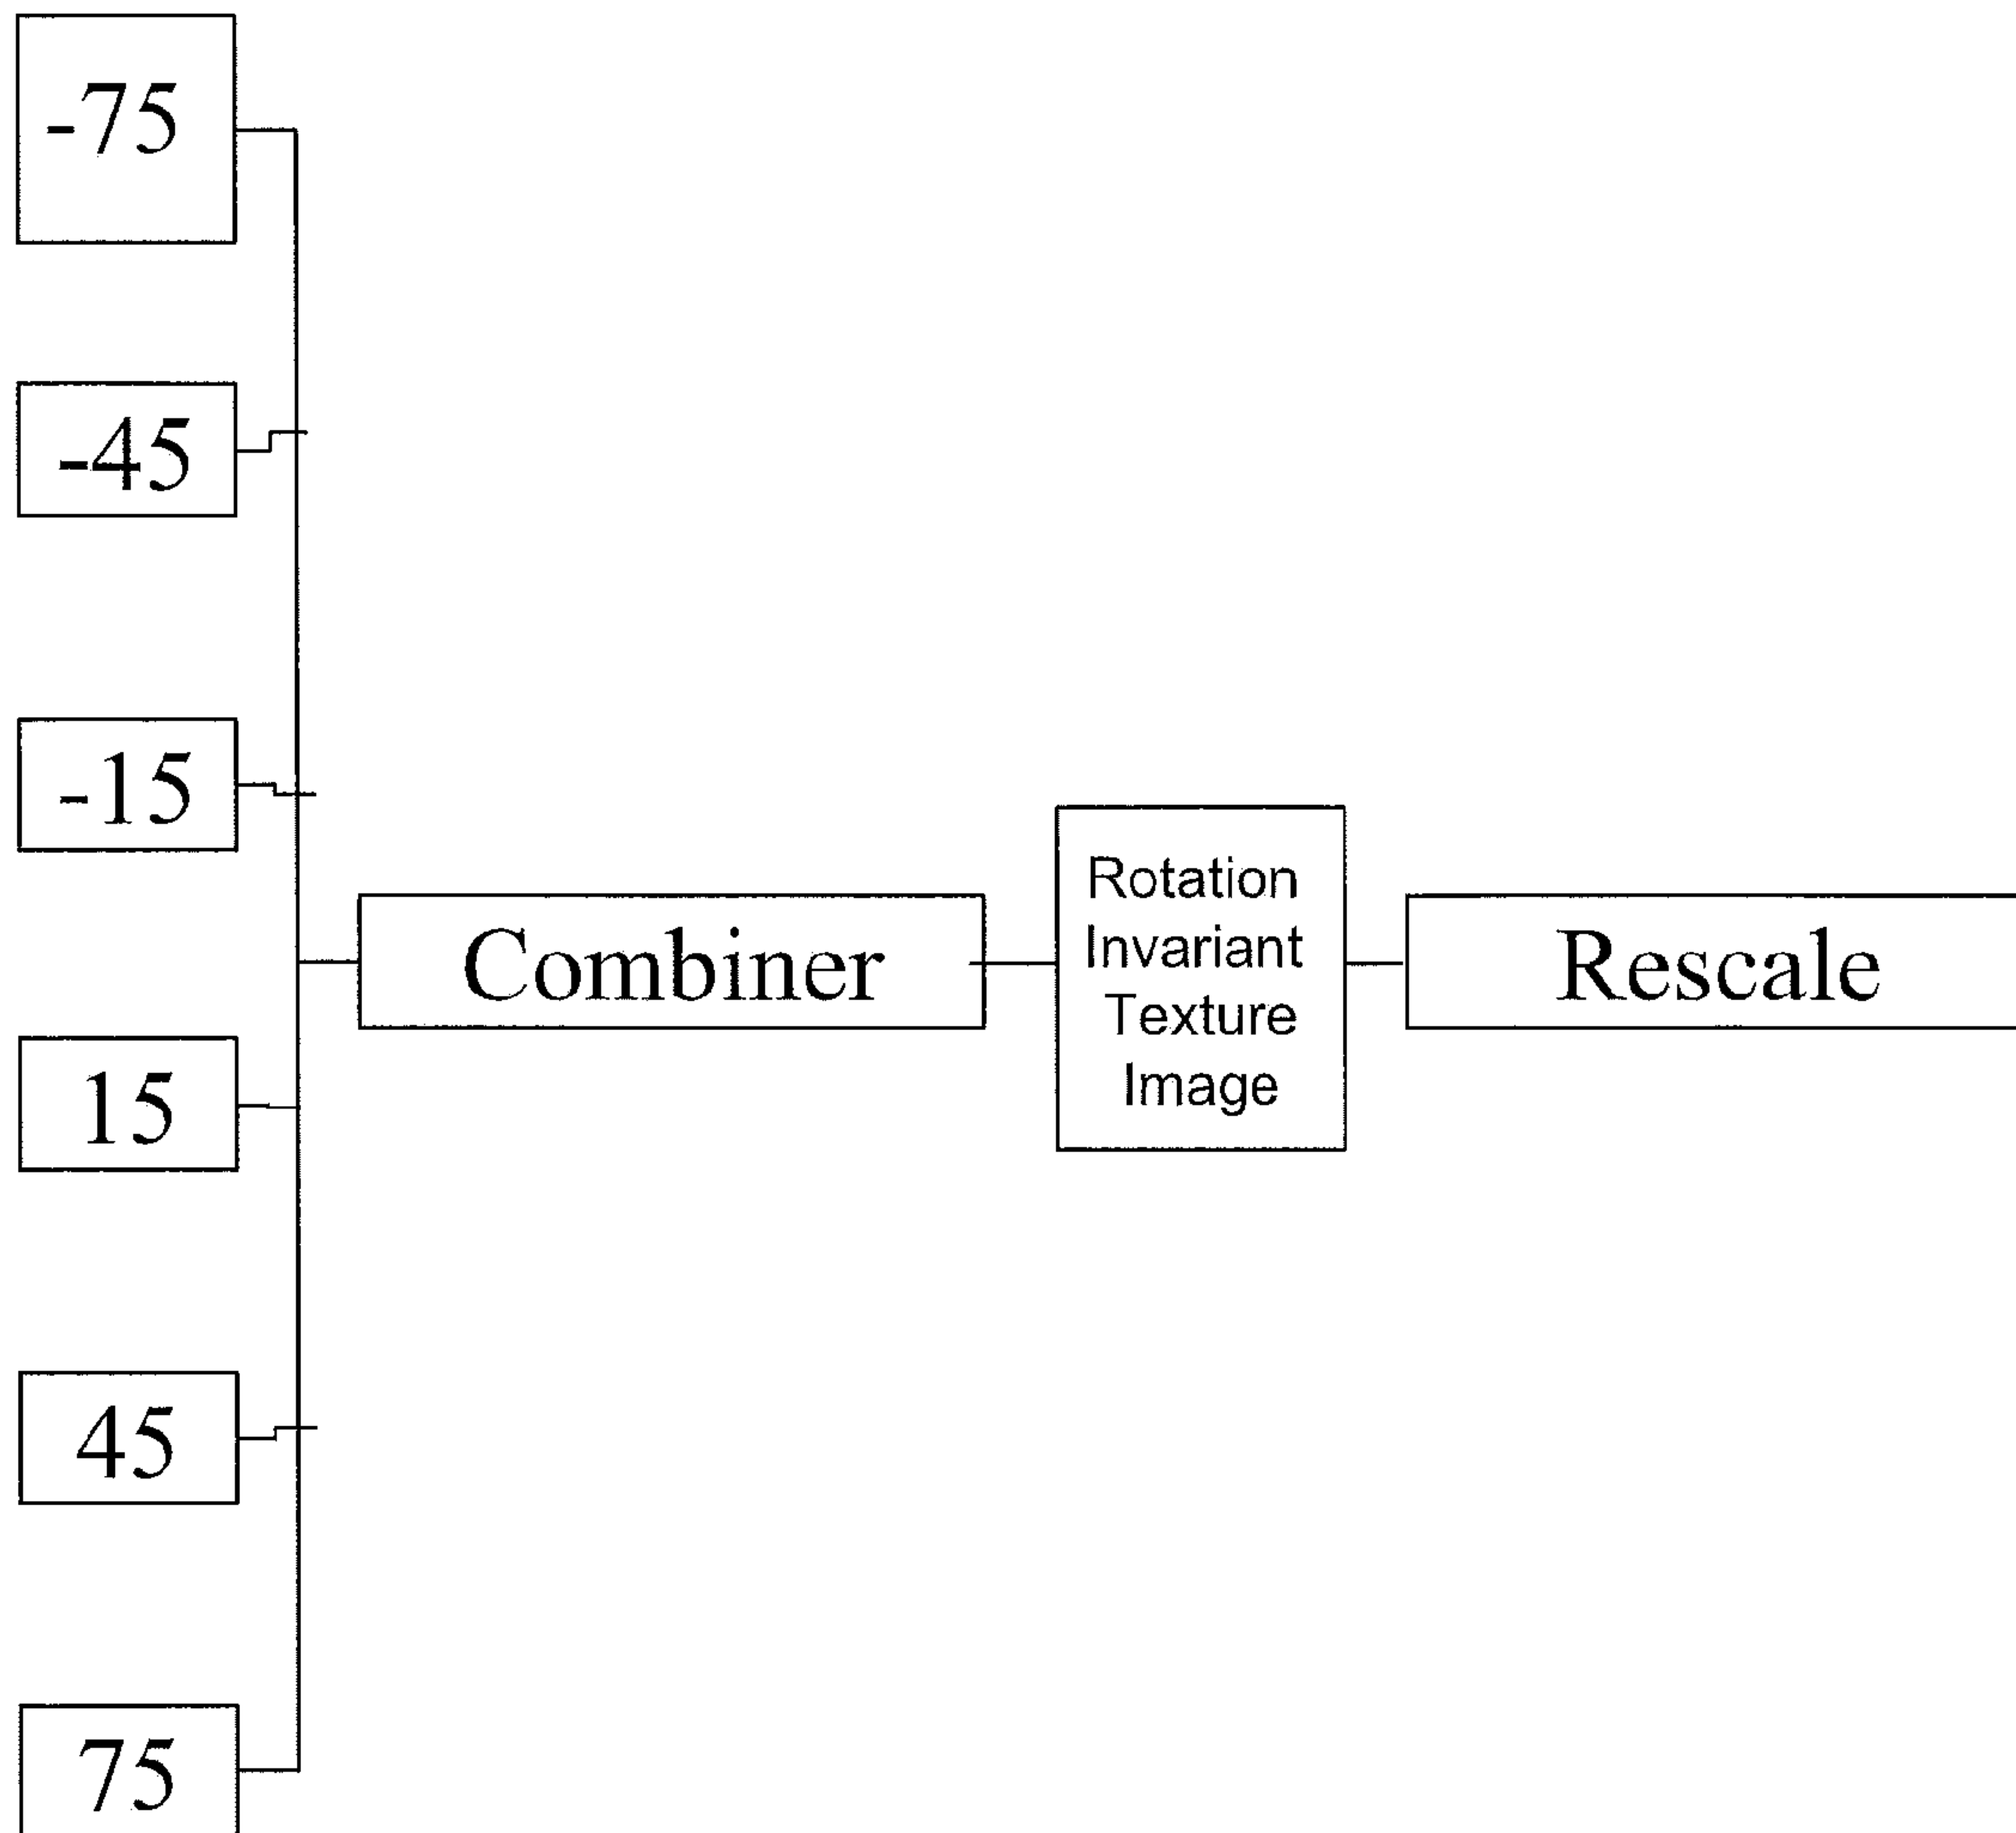 -75
-45
-15
15
45
75
Combiner
Rotation
Invariant
Texture
Image
Rescale